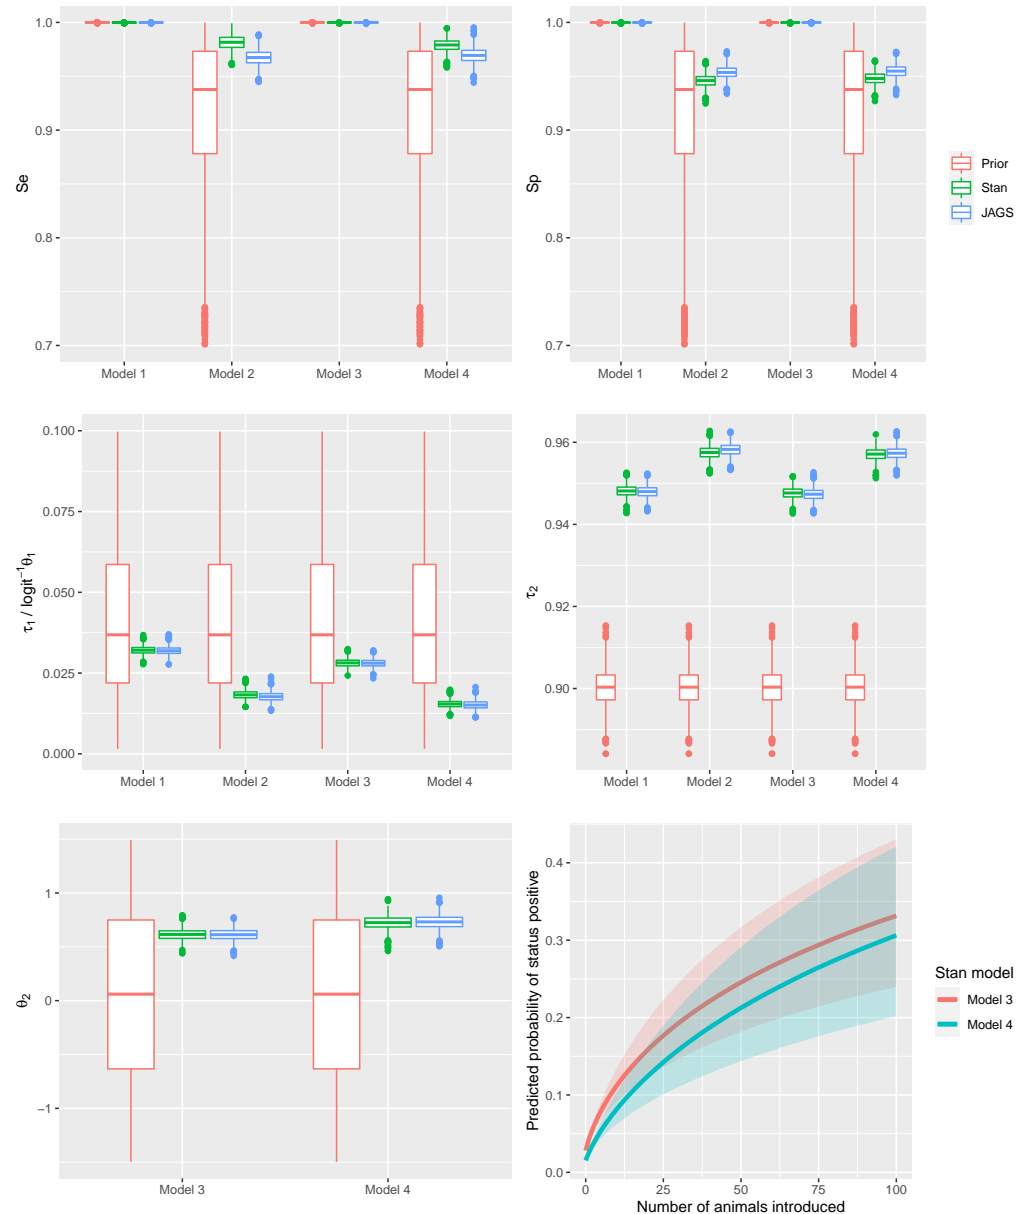 1.0
0.9
0.8
0.7
Se
Model 1 Model 2 Model 3 Model 4
1.0
0.9
0.8
0.7
Sp
Model 1 Model 2 Model 3 Model 4
Prior
Stan
JAGS
0.100
0.075
0.050
0.025
0.000
τ₁ / logit⁻¹θ₁
Model 1 Model 2 Model 3 Model 4
0.96
0.94
0.92
0.90
τ₂
Model 1 Model 2 Model 3 Model 4
1
0
−1
θ₂
Model 3 Model 4
0.4
0.3
0.2
0.1
0.0
Predicted probability of status positive
0 25 50 75 100
Number of animals introduced
Stan model
Model 3
Model 4